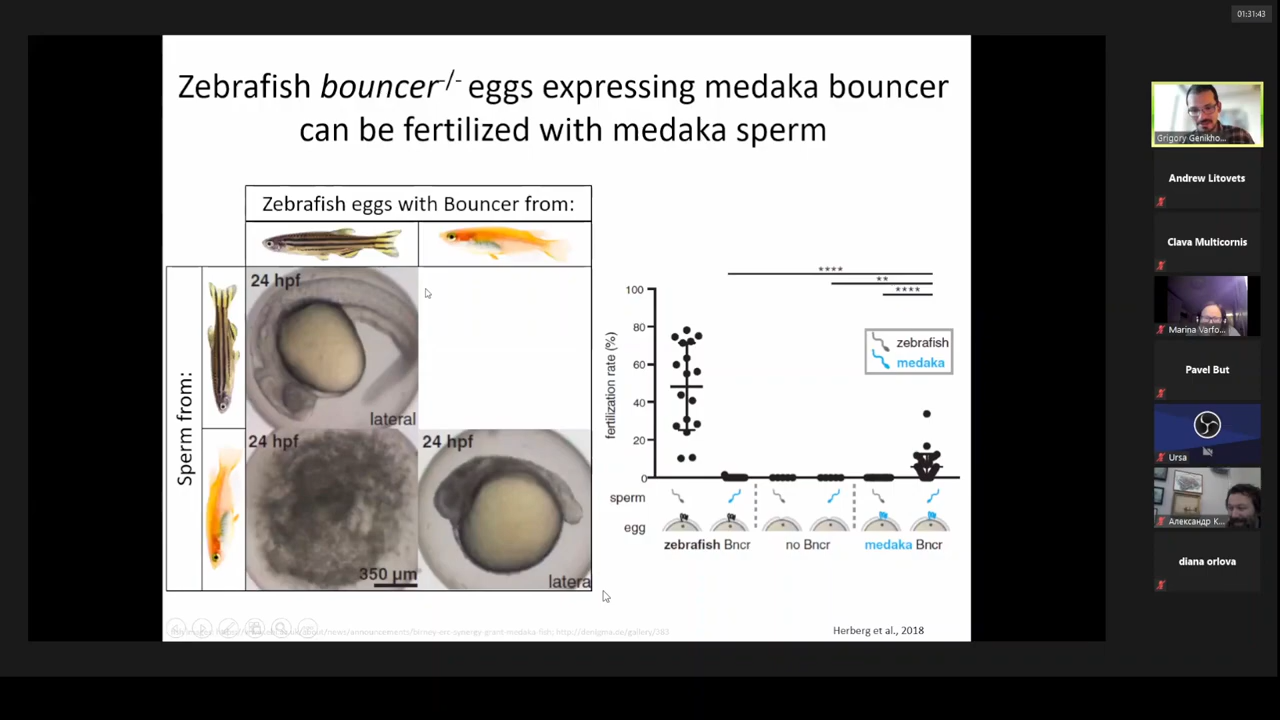 01:31:43
Zebrafish bouncer-/- eggs expressing medaka bouncer
can be fertilized with medaka sperm
Zebrafish eggs with Bouncer from:
Sperm from:
24 hpf
lateral
24 hpf
350 µm
24 hpf
latera
****
**
****
100
80
60
40
20
0
fertilization rate (%)
zebrafish
medaka
sperm
egg
zebrafish Bncr
no Bncr
medaka Bncr
Herberg et al., 2018
Grigory Genikho...
Andrew Litovets
Clava Multicornis
Marina Varfo...
Pavel But
Ursa
Александр К...
diana orlova